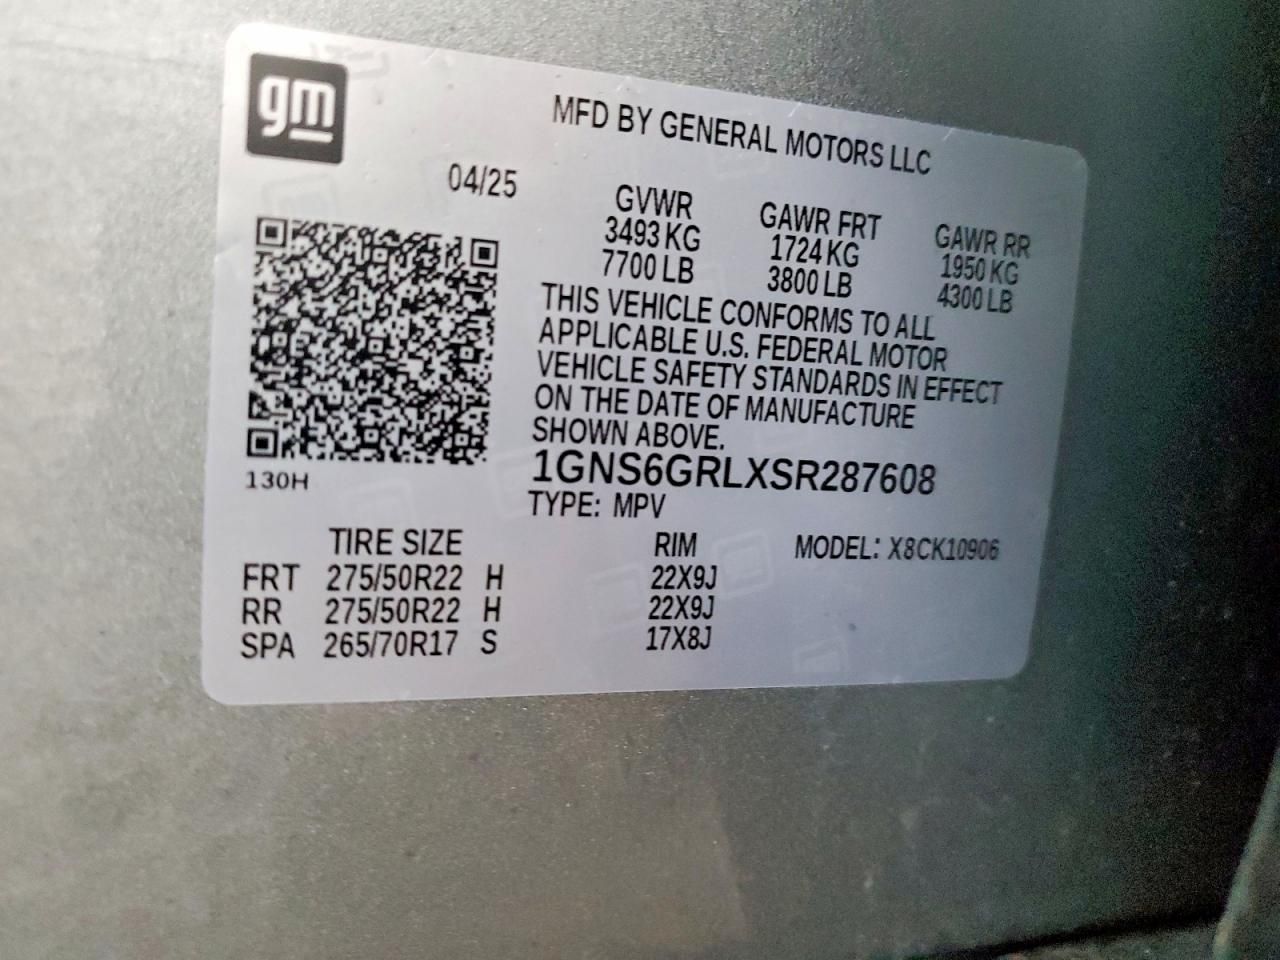 gm
MFD BY GENERAL MOTORS LLC
04/25
GVWR GAWR FRT GAWR RR
3493 KG 1724 KG 1950 KG
7700 LB 3800 LB 4300 LB
THIS VEHICLE CONFORMS TO ALL
APPLICABLE U.S. FEDERAL MOTOR
VEHICLE SAFETY STANDARDS IN EFFECT
ON THE DATE OF MANUFACTURE
SHOWN ABOVE.
130H
1GNS6GRLXSR287608
TYPE: MPV
TIRE SIZE RIM MODEL: X8CK10906
FRT 275/50R22 H 22X9J
RR 275/50R22 H 22X9J
SPA 265/70R17 S 17X8J